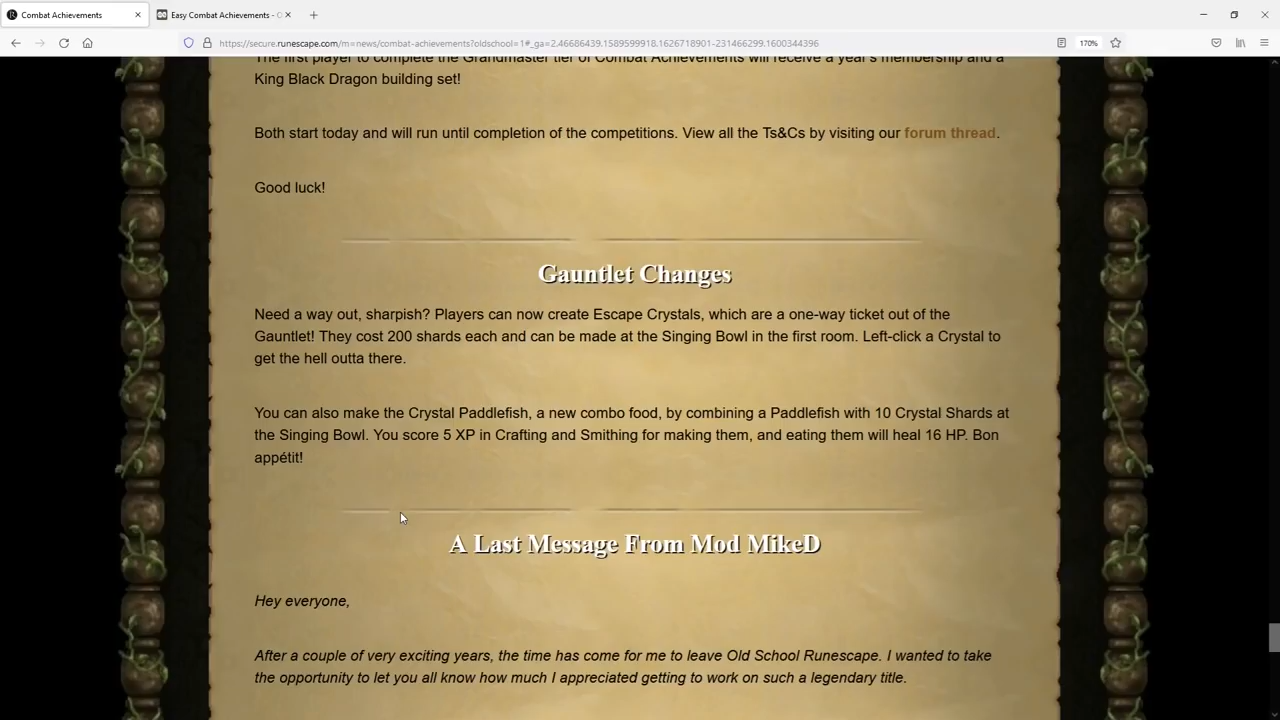 Combat Achievements
Easy Combat Achievements - O
https://secure.runescape.com/m=news/combat-achievements?oldschool=1#_ga=2.46686439.1589599918.1626718901-231466299.1600344396
170%
The first player to complete the Grandmaster tier of Combat Achievements will receive a year's membership and a
King Black Dragon building set!
Both start today and will run until completion of the competitions. View all the Ts&Cs by visiting our forum thread.
Good luck!
Gauntlet Changes
Need a way out, sharpish? Players can now create Escape Crystals, which are a one-way ticket out of the
Gauntlet! They cost 200 shards each and can be made at the Singing Bowl in the first room. Left-click a Crystal to
get the hell outta there.
You can also make the Crystal Paddlefish, a new combo food, by combining a Paddlefish with 10 Crystal Shards at
the Singing Bowl. You score 5 XP in Crafting and Smithing for making them, and eating them will heal 16 HP. Bon
appétit!
A Last Message From Mod MikeD
Hey everyone,
After a couple of very exciting years, the time has come for me to leave Old School Runescape. I wanted to take
the opportunity to let you all know how much I appreciated getting to work on such a legendary title.